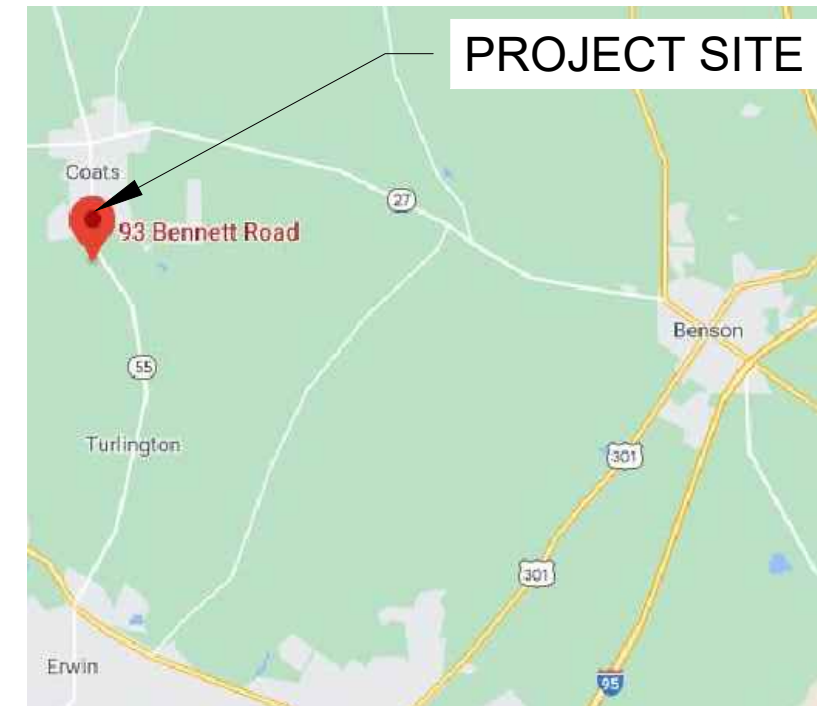 PROJECT SITE
Coats
27
93 Bennett Road
Benson
55
Turlington
301
301
Erwin
95